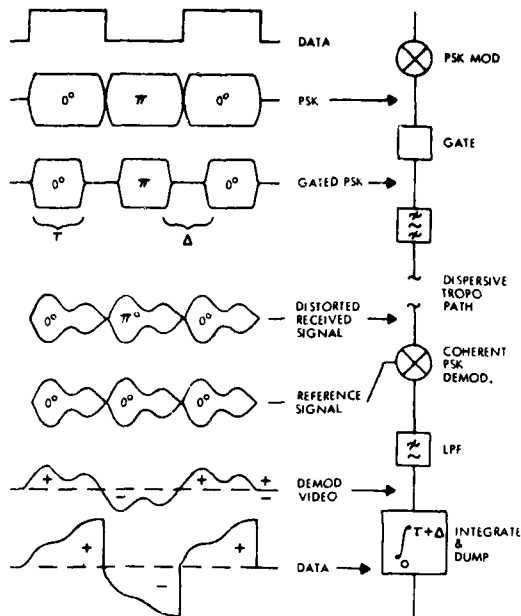 DATA
PSK MOD
0° π 0°
PSK
GATE
0° π 0°
GATED PSK
T Δ
DISPERSIVE
TROPO
PATH
0° π° 0°
DISTORTED
RECEIVED
SIGNAL
COHERENT
PSK
DEMOD.
0° 0° 0°
REFERENCE
SIGNAL
LPF
+ - + +
-
DEMOD
VIDEO
+ - +
DATA
∫ T+Δ
0
INTEGRATE
&
DUMP